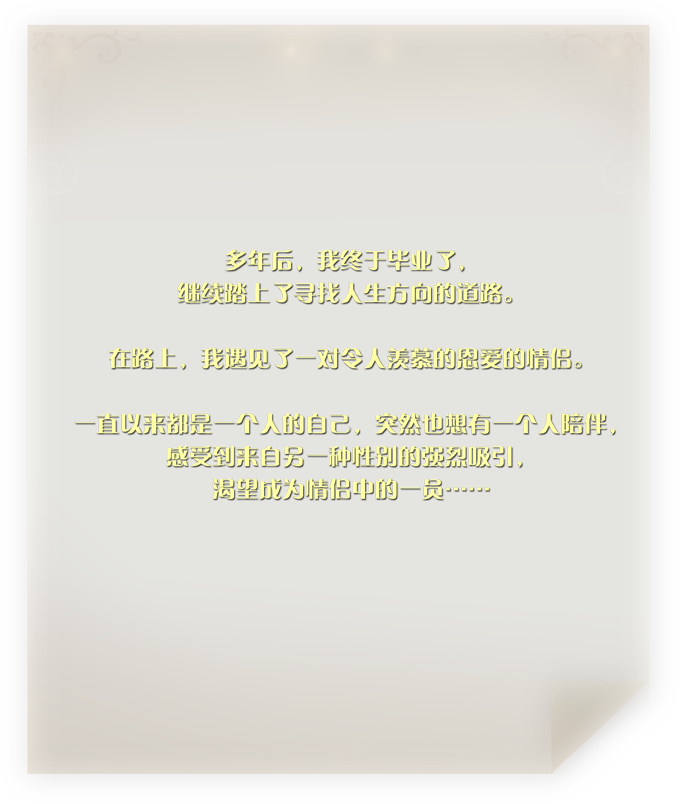 多年后，我终于毕业了，
继续踏上了寻找人生方向的道路。
在路上，我遇见了一对令人羡慕的恩爱的情侣。
一直以来都是一个人的自己，突然也想有一个人陪伴，
感受到来自另一种性别的强烈吸引，
渴望成为情侣中的一员……